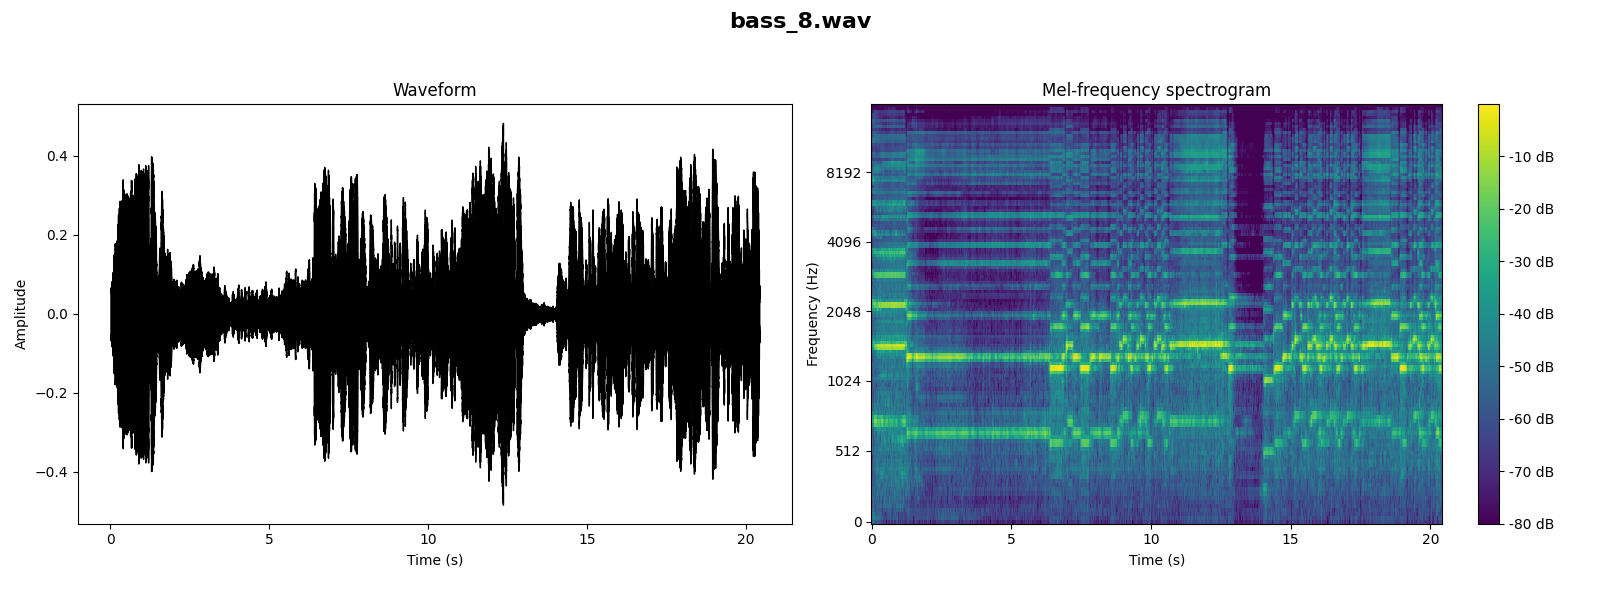 bass_8.wav
Waveform
Mel-frequency spectrogram
Amplitude
0.4
0.2
0.0
−0.2
−0.4
0 5 10 15 20
Time (s)
Frequency (Hz)
8192
4096
2048
1024
512
0
0 5 10 15 20
Time (s)
-10 dB
-20 dB
-30 dB
-40 dB
-50 dB
-60 dB
-70 dB
-80 dB